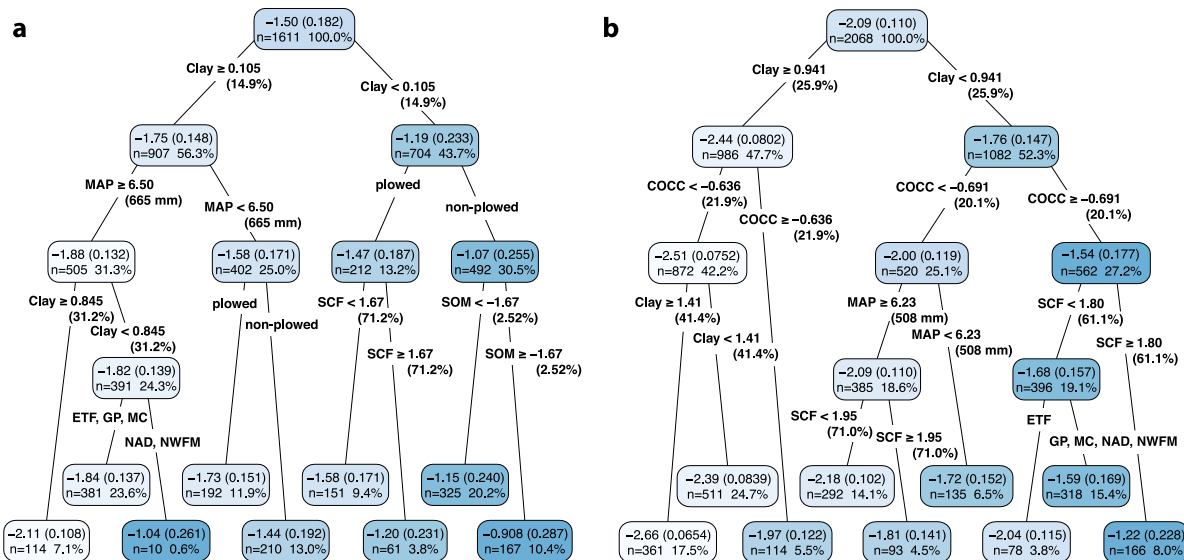 a
−1.50 (0.182)
n=1611 100.0%
Clay ≥ 0.105
(14.9%)
Clay < 0.105
(14.9%)
−1.75 (0.148)
n=907 56.3%
−1.19 (0.233)
n=704 43.7%
MAP ≥ 6.50
(665 mm)
MAP < 6.50
(665 mm)
plowed
non-plowed
−1.88 (0.132)
n=505 31.3%
−1.58 (0.171)
n=402 25.0%
−1.47 (0.187)
n=212 13.2%
−1.07 (0.255)
n=492 30.5%
Clay ≥ 0.845
(31.2%)
Clay < 0.845
(31.2%)
plowed
non-plowed
SCF < 1.67
(71.2%)
SCF ≥ 1.67
(71.2%)
SOM < −1.67
(2.52%)
SOM ≥ −1.67
(2.52%)
−1.82 (0.139)
n=391 24.3%
ETF, GP, MC
NAD, NWFM
−1.84 (0.137)
n=381 23.6%
−1.73 (0.151)
n=192 11.9%
−1.58 (0.171)
n=151 9.4%
−1.15 (0.240)
n=325 20.2%
−2.11 (0.108)
n=114 7.1%
−1.04 (0.261)
n=10 0.6%
−1.44 (0.192)
n=210 13.0%
−1.20 (0.231)
n=61 3.8%
−0.908 (0.287)
n=167 10.4%
b
−2.09 (0.110)
n=2068 100.0%
Clay ≥ 0.941
(25.9%)
Clay < 0.941
(25.9%)
−2.44 (0.0802)
n=986 47.7%
−1.76 (0.147)
n=1082 52.3%
COCC < −0.636
(21.9%)
COCC ≥ −0.636
(21.9%)
COCC < −0.691
(20.1%)
COCC ≥ −0.691
(20.1%)
−2.51 (0.0752)
n=872 42.2%
−2.00 (0.119)
n=520 25.1%
−1.54 (0.177)
n=562 27.2%
Clay ≥ 1.41
(41.4%)
Clay < 1.41
(41.4%)
MAP ≥ 6.23
(508 mm)
MAP < 6.23
(508 mm)
SCF < 1.80
(61.1%)
SCF ≥ 1.80
(61.1%)
−2.09 (0.110)
n=385 18.6%
−1.68 (0.157)
n=396 19.1%
SCF < 1.95
(71.0%)
SCF ≥ 1.95
(71.0%)
ETF
GP, MC, NAD, NWFM
−2.39 (0.0839)
n=511 24.7%
−2.18 (0.102)
n=292 14.1%
−1.72 (0.152)
n=135 6.5%
−1.59 (0.169)
n=318 15.4%
−2.66 (0.0654)
n=361 17.5%
−1.97 (0.122)
n=114 5.5%
−1.81 (0.141)
n=93 4.5%
−2.04 (0.115)
n=78 3.8%
−1.22 (0.228)
n=166 8.0%